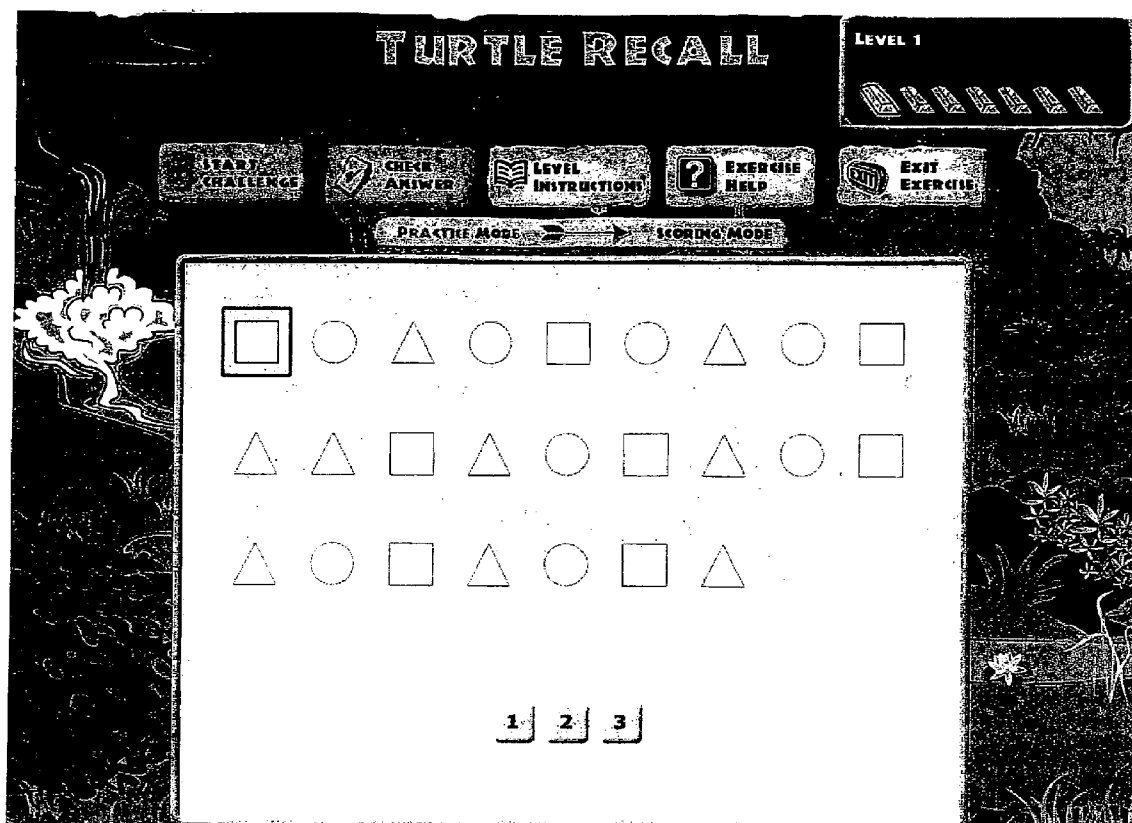 TURTLE RECALL
LEVEL 1
START CHALLENGE
CHECK ANSWER
LEVEL INSTRUCTIONS
EXERCISE HELP
EXIT EXERCISE
PRACTICE MODE
SCORING MODE
1 2 3